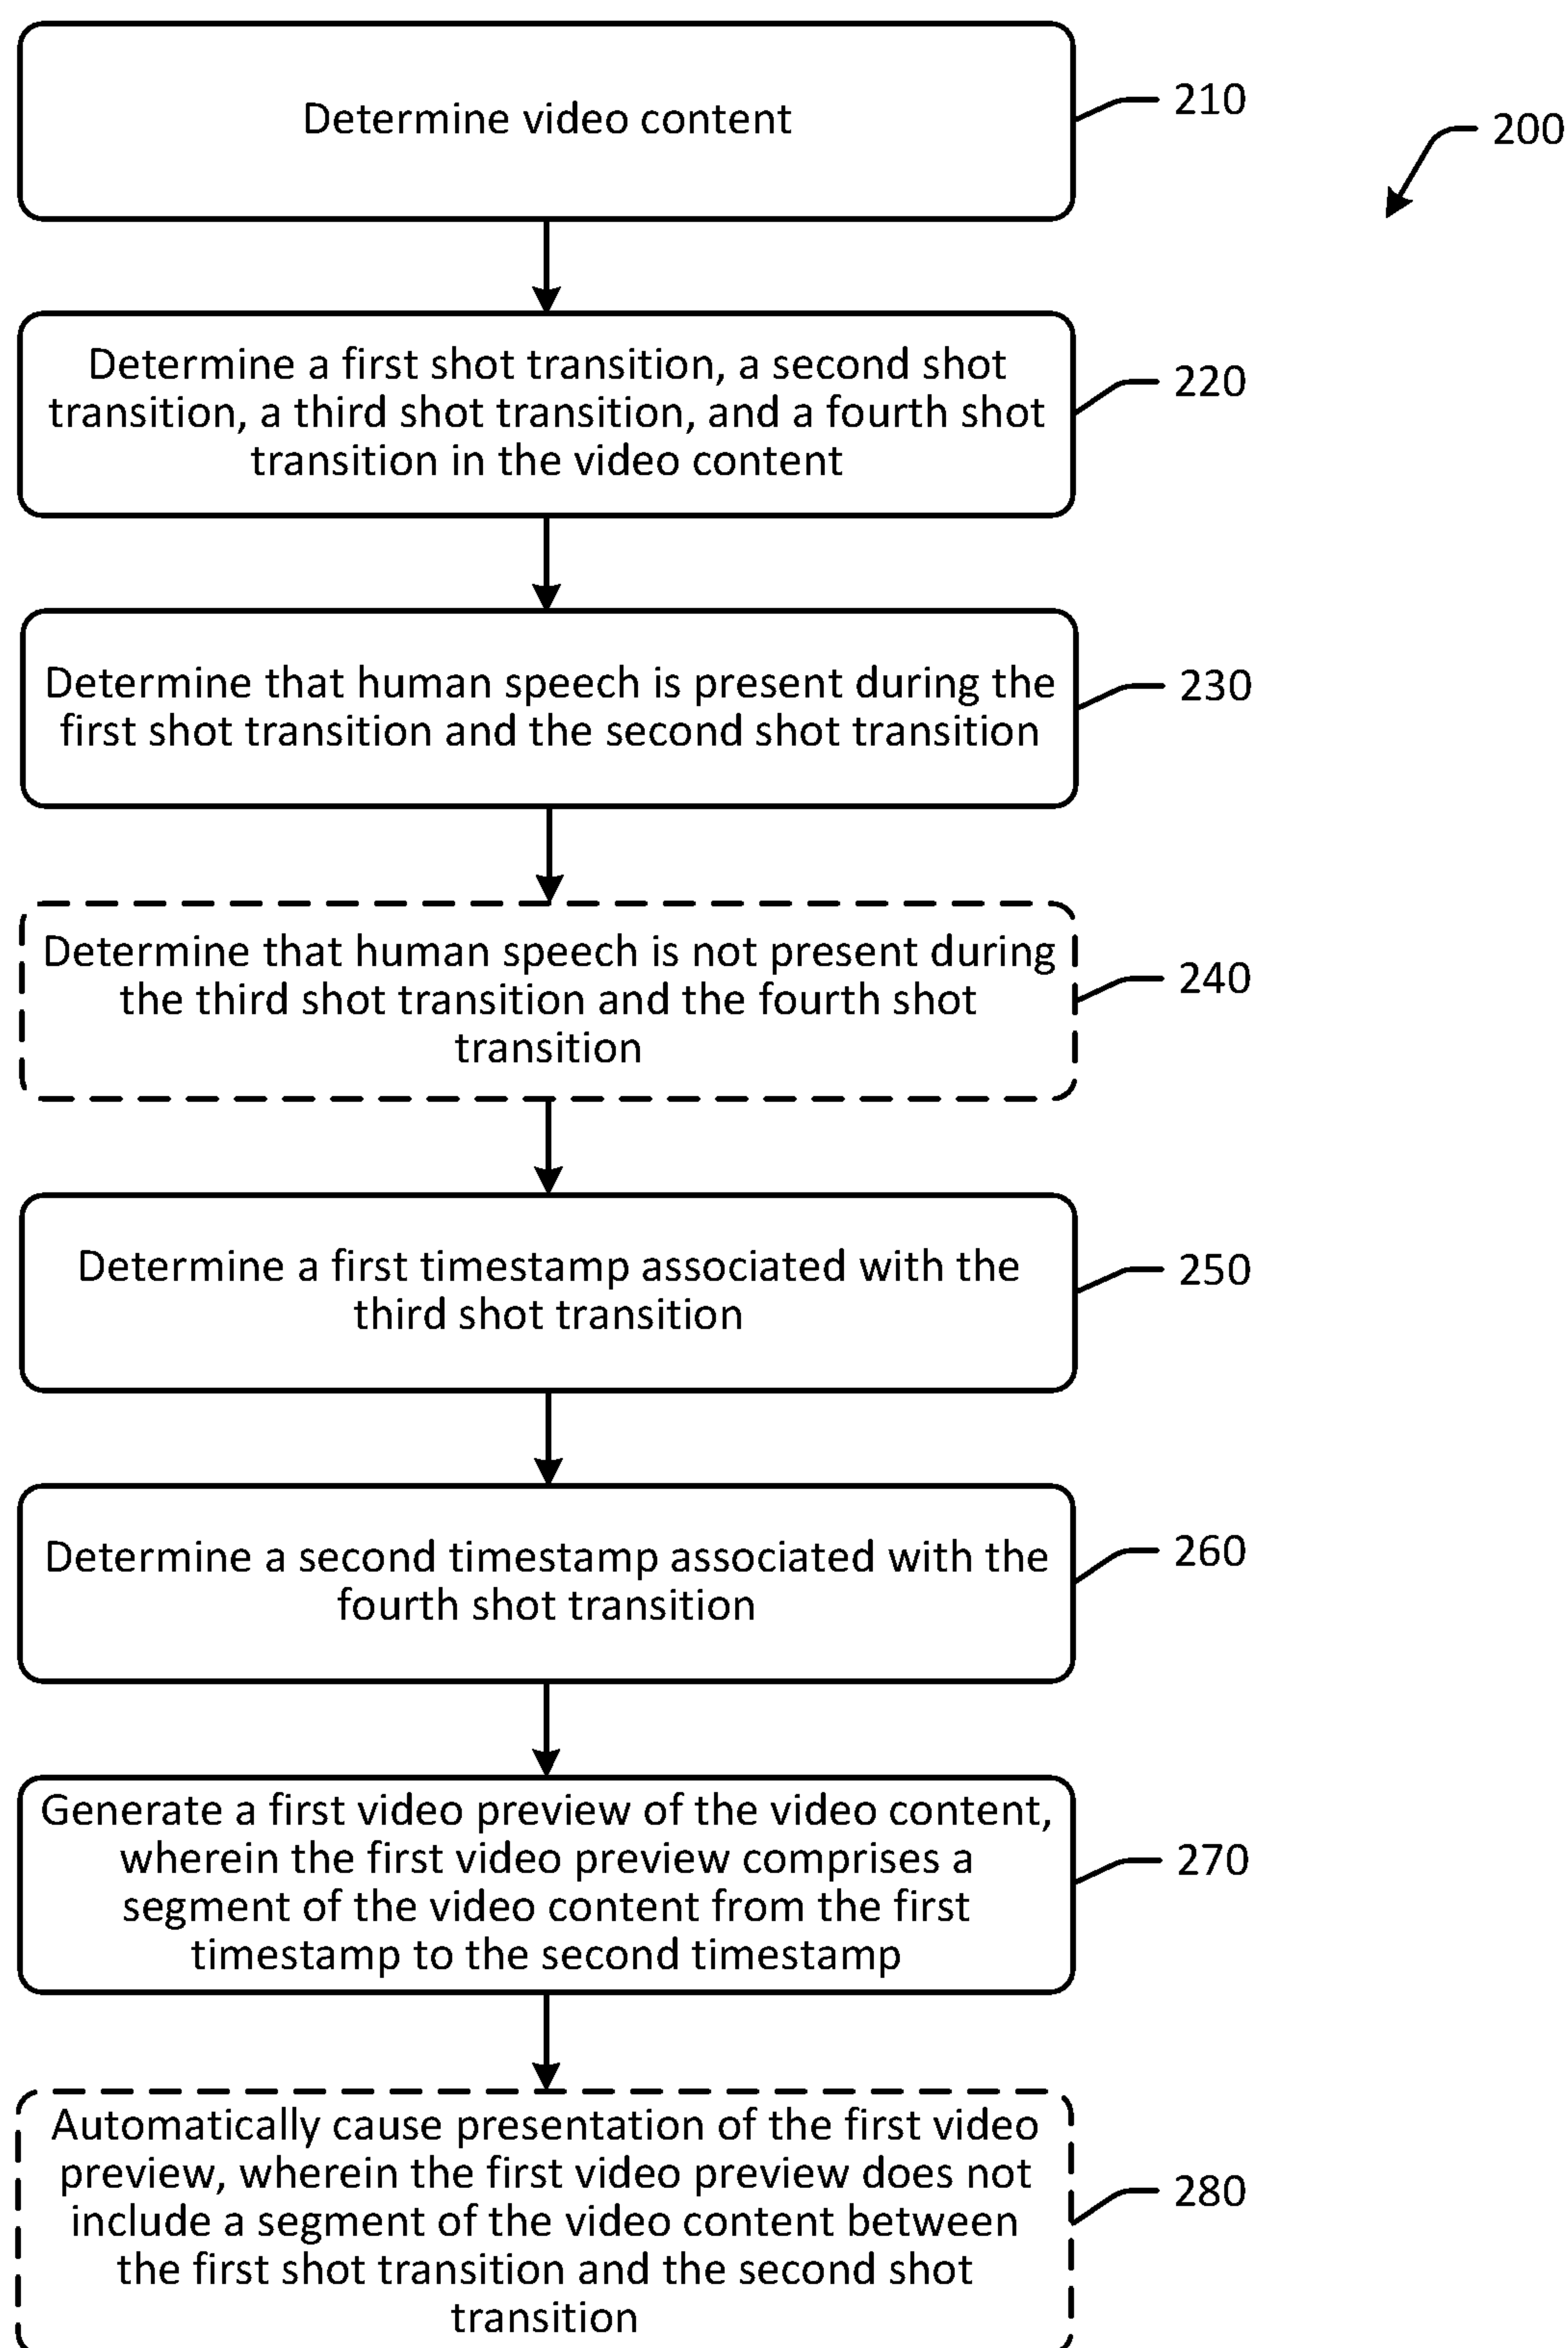 Determine video content
210
200
Determine a first shot transition, a second shot
transition, a third shot transition, and a fourth shot
transition in the video content
220
Determine that human speech is present during the
first shot transition and the second shot transition
230
Determine that human speech is not present during
the third shot transition and the fourth shot
transition
240
Determine a first timestamp associated with the
third shot transition
250
Determine a second timestamp associated with the
fourth shot transition
260
Generate a first video preview of the video content,
wherein the first video preview comprises a
segment of the video content from the first
timestamp to the second timestamp
270
Automatically cause presentation of the first video
preview, wherein the first video preview does not
include a segment of the video content between
the first shot transition and the second shot
transition
280